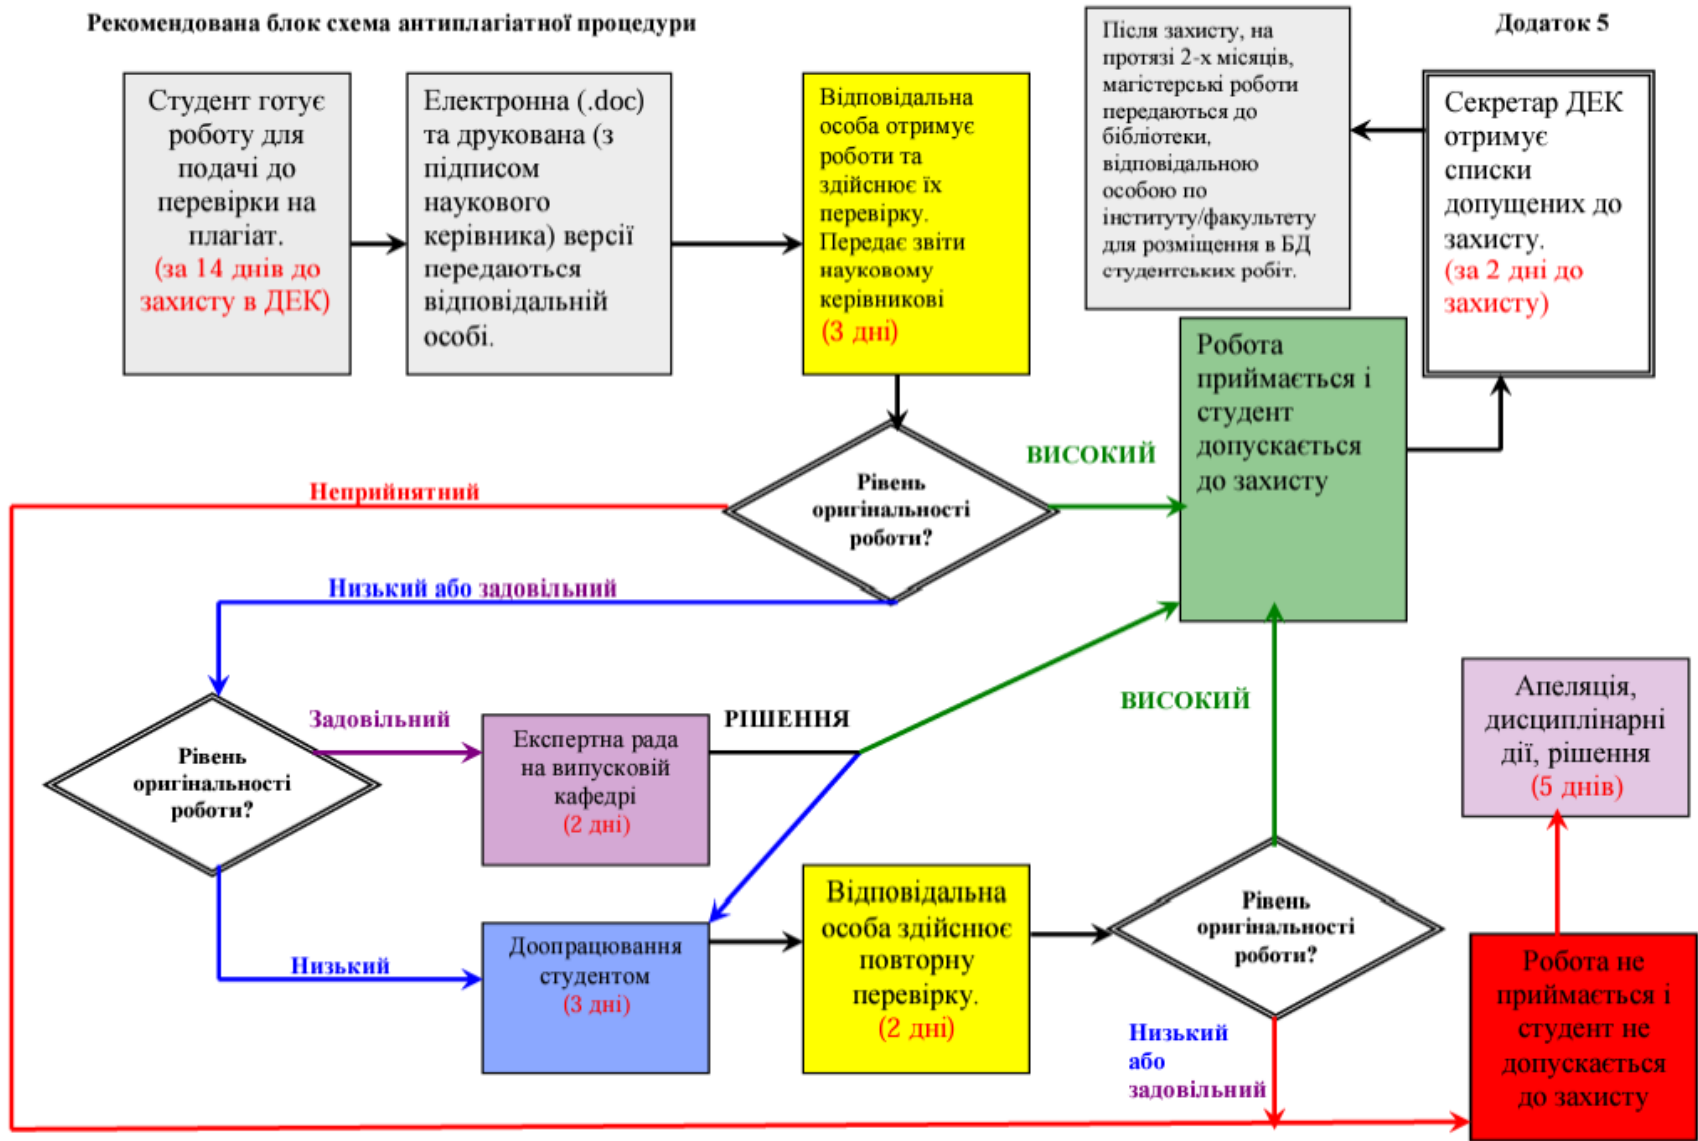 Рекомендована блок схема антиплагіатної процедури
Додаток 5
Студент готує
роботу для
подачі до
перевірки на
плагіат.
(за 14 днів до
захисту в ДЕК)
Електронна (.doc)
та друкована (з
підписом
наукового
керівника) версії
передаються
відповідальній
особі.
Відповідальна
особа отримує
роботи та
здійснює їх
перевірку.
Передає звіти
науковому
керівникові
(3 дні)
Після захисту, на
протязі 2-х місяців,
магістерські роботи
передаються до
бібліотеки,
відповідальною
особою по
інституту/факультету
для розміщення в БД
студентських робіт.
Секретар ДЕК
отримує
списки
допущених до
захисту.
(за 2 дні до
захисту)
Робота
приймається і
студент
допускається
до захисту
ВИСОКИЙ
Неприйнятний
Рівень
оригінальності
роботи?
Низький або задовільний
Задовільний
РІШЕННЯ
ВИСОКИЙ
Рівень
оригінальності
роботи?
Експертна рада
на випусковій
кафедрі
(2 дні)
Апеляція,
дисциплінарні
дії, рішення
(5 днів)
Низький
Доопрацювання
студентом
(3 дні)
Відповідальна
особа здійснює
повторну
перевірку.
(2 дні)
Рівень
оригінальності
роботи?
Низький
або
задовільний
Робота не
приймається і
студент не
допускається
до захисту